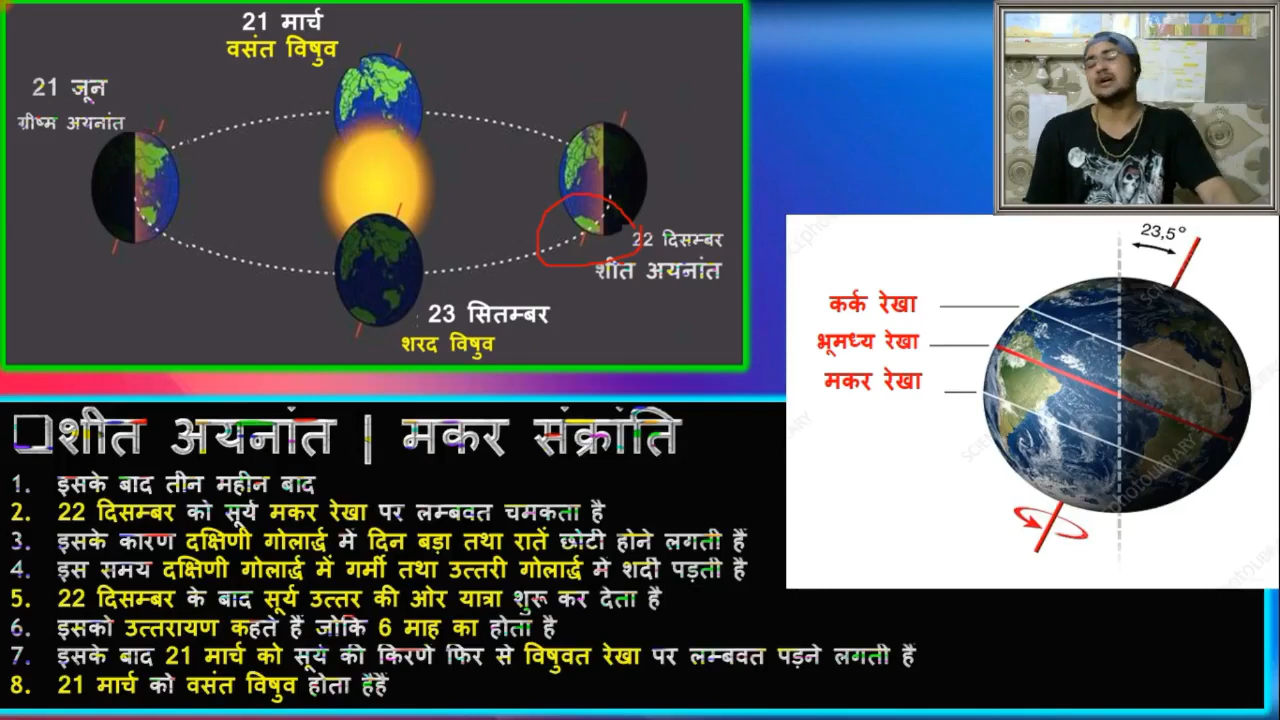 21 मार्च
वसंत विषुव
21 जून
ग्रीष्म अयनांत
22 दिसम्बर
शीत अयनांत
23 सितम्बर
शरद विषुव
23,5°
कर्क रेखा
भूमध्य रेखा
मकर रेखा
शीत अयनांत | मकर संक्रांति
1. इसके बाद तीन महीन बाद
2. 22 दिसम्बर को सूर्य मकर रेखा पर लम्बवत चमकता है
3. इसके कारण दक्षिणी गोलार्द्ध में दिन बड़ा तथा रातें छोटी होने लगती हैं
4. इस समय दक्षिणी गोलार्द्ध में गर्मी तथा उत्तरी गोलार्द्ध मे शर्दी पड़ती है
5. 22 दिसम्बर के बाद सूर्य उत्तर की ओर यात्रा शुरू कर देता है
6. इसको उत्तरायण कहते हैं जोकि 6 माह का होता है
7. इसके बाद 21 मार्च को सूर्य की किरणे फिर से विषुवत रेखा पर लम्बवत पड़ने लगती हैं
8. 21 मार्च को वसंत विषुव होता हैहैं